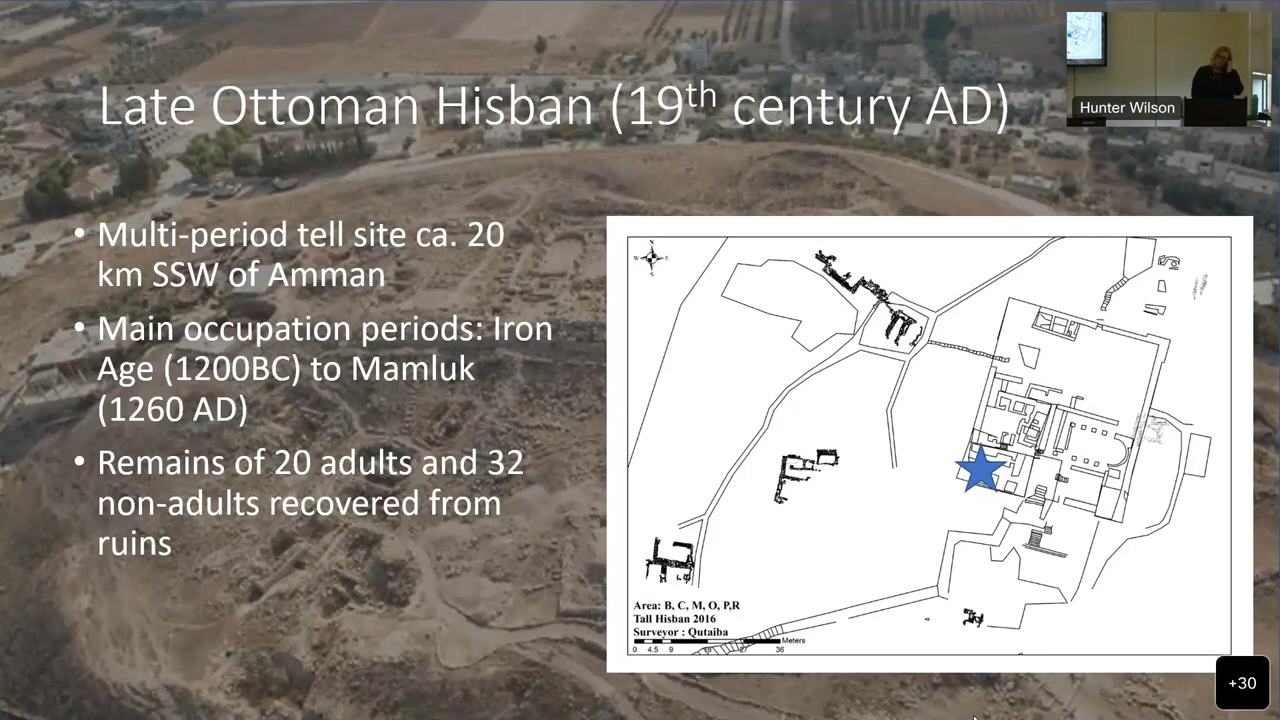 Late Ottoman Hisban (19th century AD)
Hunter Wilson
• Multi-period tell site ca. 20
km SSW of Amman
• Main occupation periods: Iron
Age (1200BC) to Mamluk
(1260 AD)
• Remains of 20 adults and 32
non-adults recovered from
ruins
N
W E
S
Area: B, C, M, O, P,R
Tall Hisban 2016
Surveyor : Qutaiba
Meters
0 4.5 9 18 27 36
+30